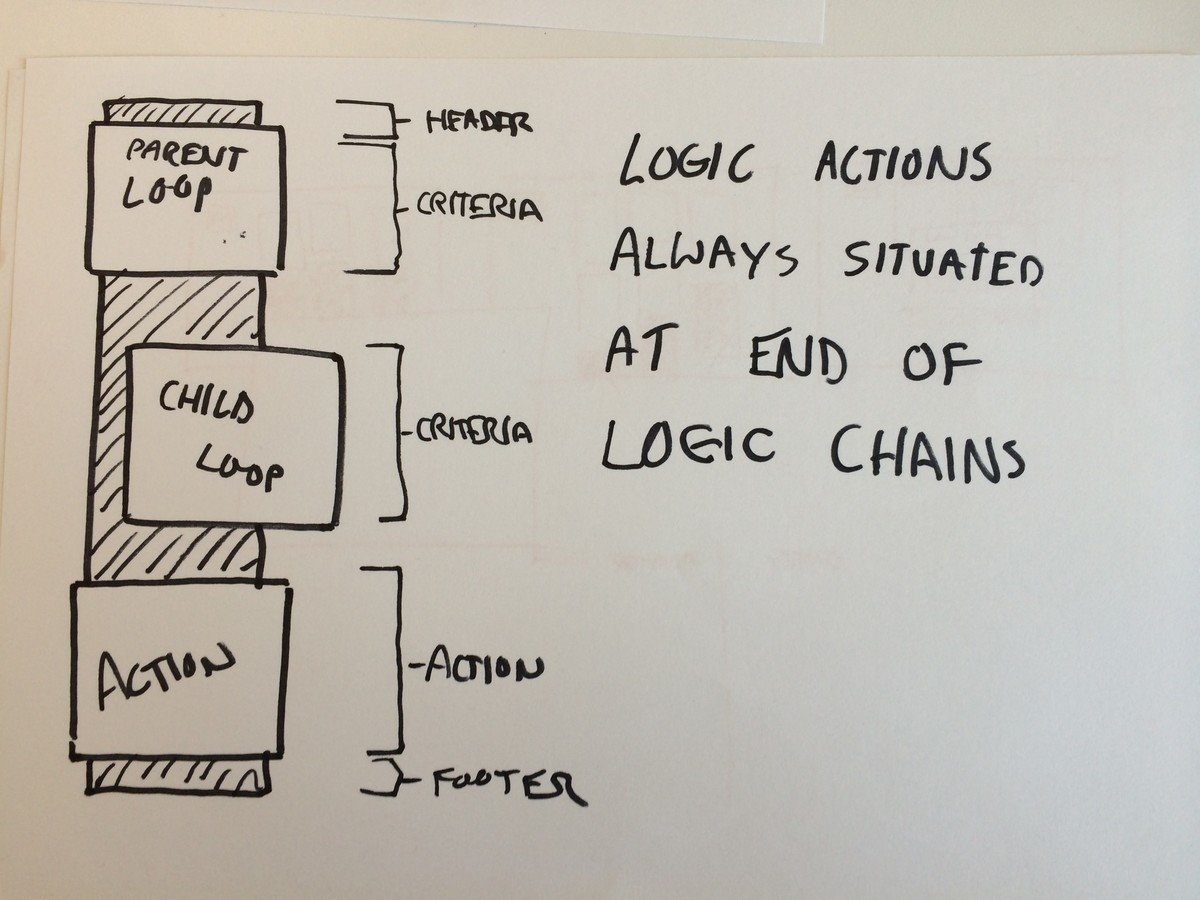 PARENT
LOOP
CHILD
LOOP
ACTION
HEADER
CRITERIA
CRITERIA
ACTION
FOOTER
LOGIC ACTIONS
ALWAYS SITUATED
AT END OF
LOGIC CHAINS